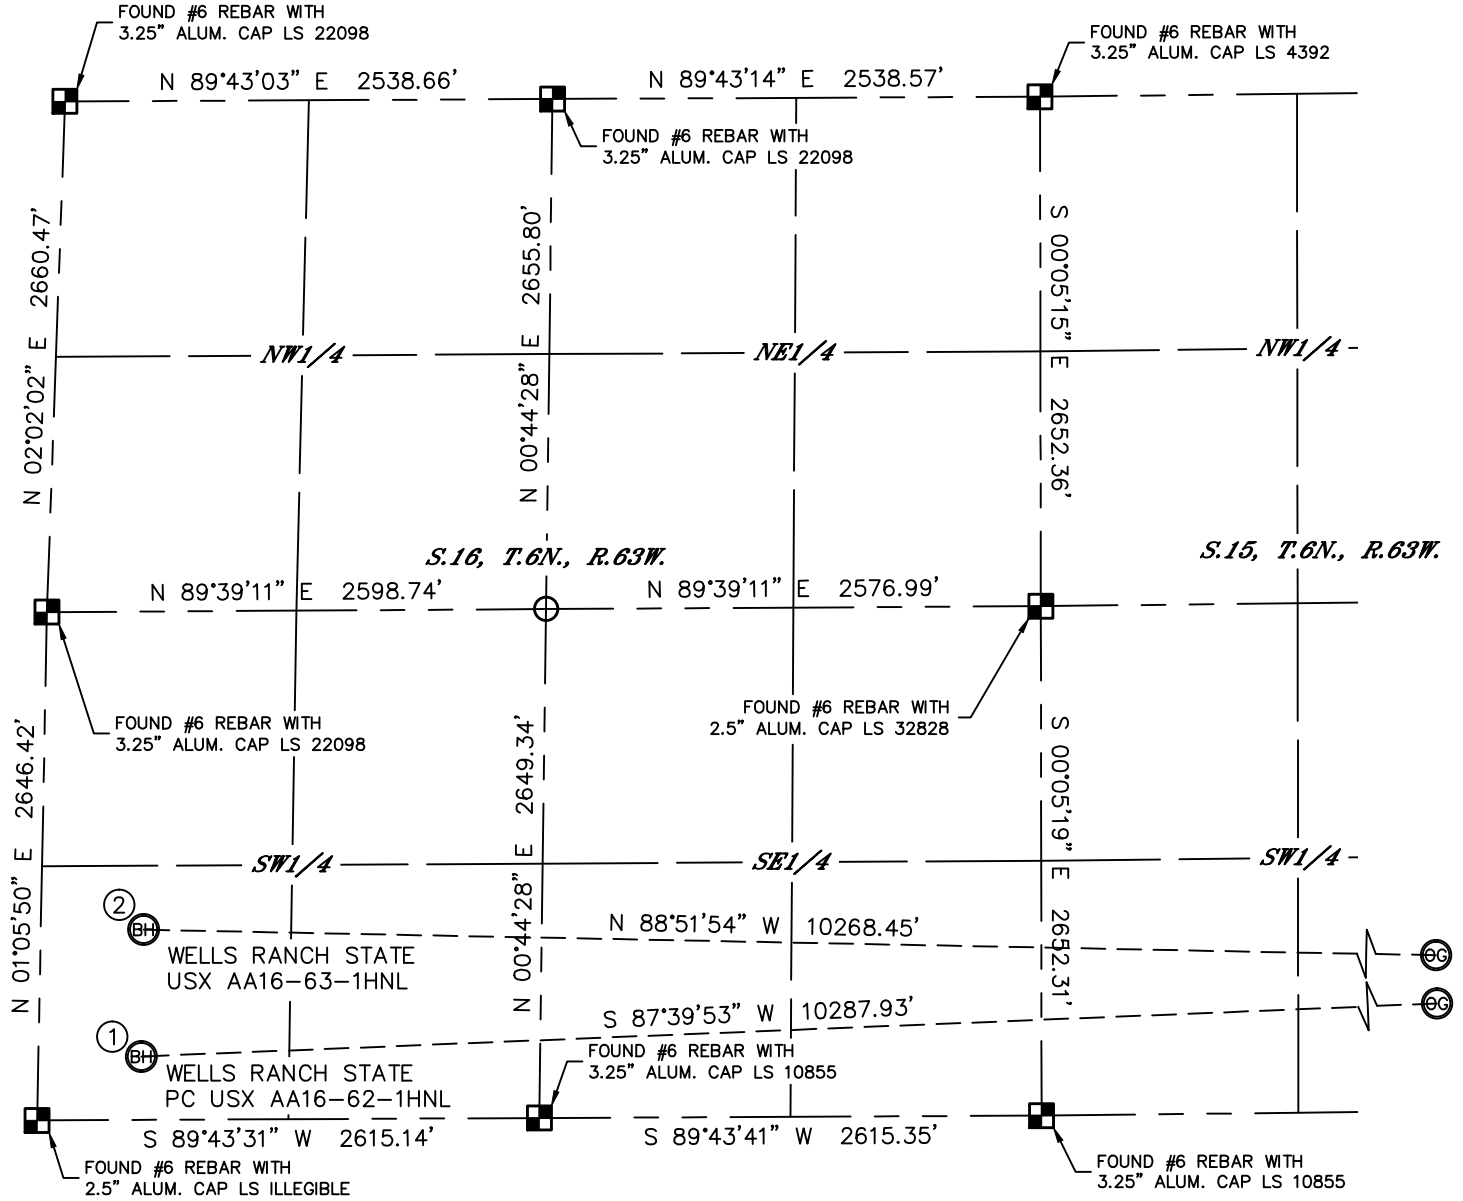 FOUND #6 REBAR WITH
3.25" ALUM. CAP LS 22098
FOUND #6 REBAR WITH
3.25" ALUM. CAP LS 4392
N 89°43'03" E 2538.66'
N 89°43'14" E 2538.57'
FOUND #6 REBAR WITH
3.25" ALUM. CAP LS 22098
N 02°02'02" E 2660.47'
N 00°44'28" E 2655.80'
S 00°05'15" E 2652.36'
NW1/4
NE1/4
NW1/4
S.16, T.6N., R.63W.
S.15, T.6N., R.63W.
N 89°39'11" E 2598.74'
N 89°39'11" E 2576.99'
FOUND #6 REBAR WITH
3.25" ALUM. CAP LS 22098
FOUND #6 REBAR WITH
2.5" ALUM. CAP LS 32828
N 01°05'50" E 2646.42'
N 00°44'28" E 2649.34'
S 00°05'19" E 2652.31'
SW1/4
SE1/4
SW1/4
2
BH
N 88°51'54" W 10268.45'
OG
WELLS RANCH STATE
USX AA16-63-1HNL
1
BH
S 87°39'53" W 10287.93'
OG
WELLS RANCH STATE
PC USX AA16-62-1HNL
FOUND #6 REBAR WITH
3.25" ALUM. CAP LS 10855
S 89°43'31" W 2615.14'
S 89°43'41" W 2615.35'
FOUND #6 REBAR WITH
2.5" ALUM. CAP LS ILLEGIBLE
FOUND #6 REBAR WITH
3.25" ALUM. CAP LS 10855